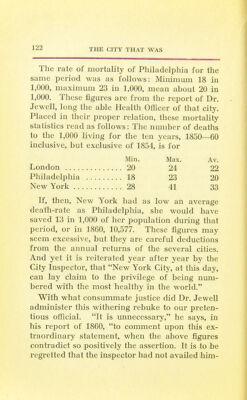 122 THE CITY THAT WAS
The rate of mortality of Philadelphia for the
same period was as follows: Minimum 18 in
1,000, maximum 23 in 1,000, mean about 20 in
1,000. These figures are from the report of Dr.
Jewell, long the able Health Officer of that city.
Placed in their proper relation, these mortality
statistics read as follows: The number of deaths
to the 1,000 living for the ten years, 1850—60
inclusive, but exclusive of 1854, is for
Min. Max. Av.
London .............. 20 24 22
Philadelphia ......... 18 23 20
New York ............ 28 41 33
If, then, New York had as low an average
death-rate as Philadelphia, she would have
saved 13 in 1,000 of her population during that
period, or in 1860, 10,577. These figures may
seem excessive, but they are careful deductions
from the annual returns of the several cities.
And yet it is reiterated year after year by the
City Inspector, that “New York City, at this day,
can lay claim to the privilege of being num-
bered with the most healthy in the world.”
With what consummate justice did Dr. Jewell
administer this withering rebuke to our preten-
tious official. “It is unnecessary,” he says, in
his report of 1860, “to comment upon this ex-
traordinary statement, when the above figures
contradict so positively the assertion. It is to be
regretted that the inspector had not availed him-